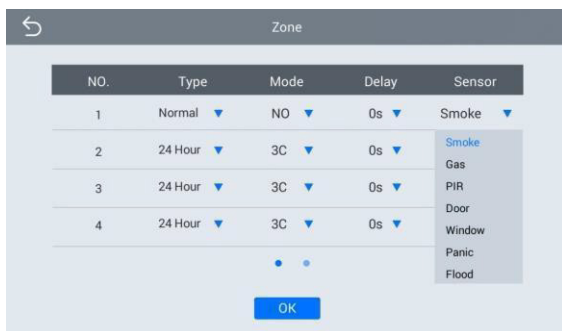 Zone
NO. Type Mode Delay Sensor
1 Normal NO 0s Smoke
2 24 Hour 3C 0s Smoke
Gas
3 24 Hour 3C 0s PIR
Door
4 24 Hour 3C 0s Window
Panic
Flood
OK